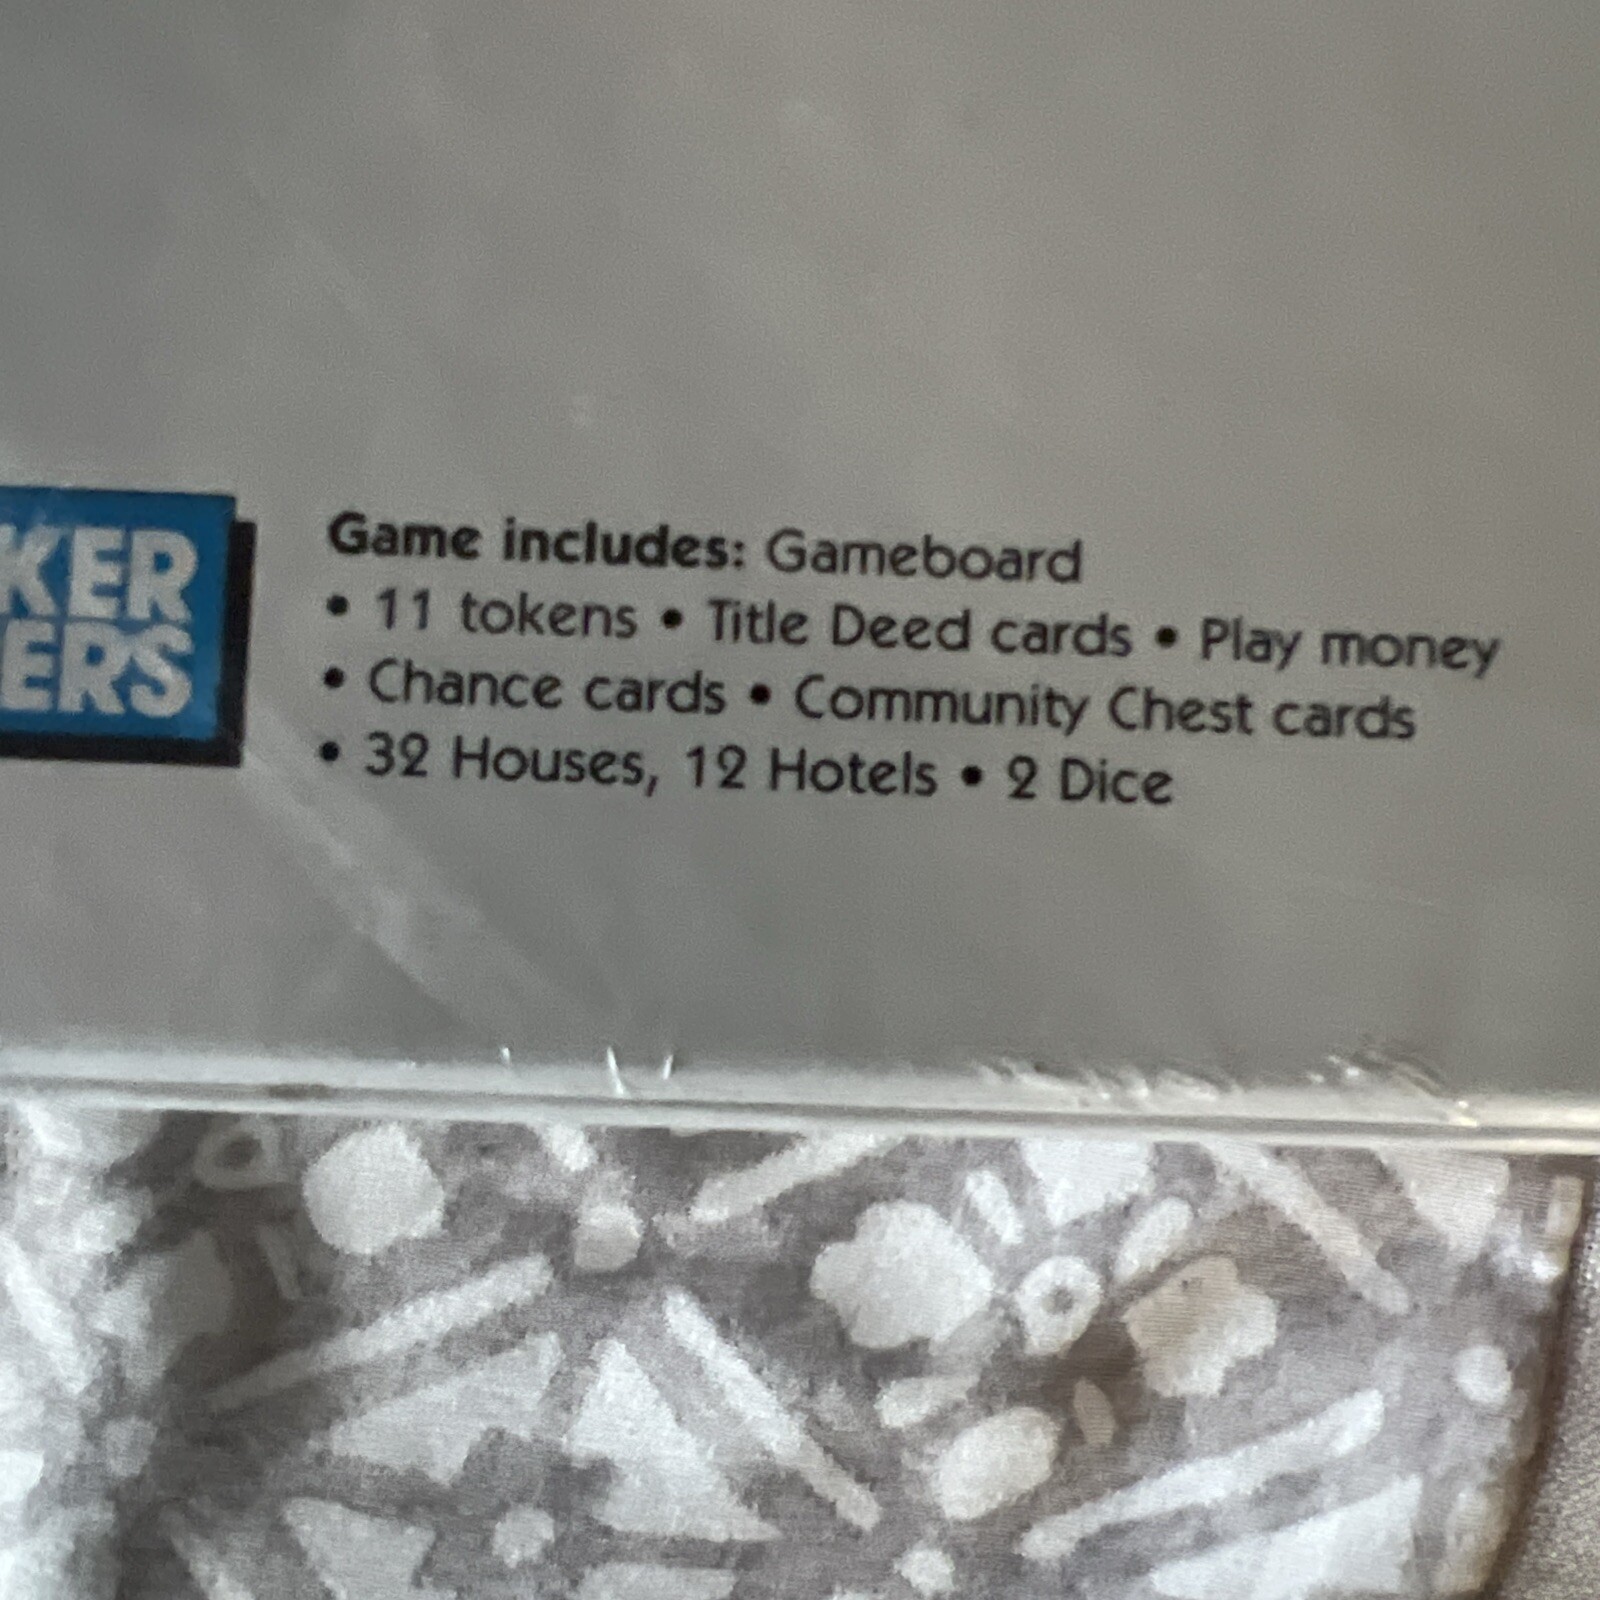 KER
ERS
Game includes: Gameboard
• 11 tokens • Title Deed cards • Play money
• Chance cards • Community Chest cards
• 32 Houses, 12 Hotels • 2 Dice